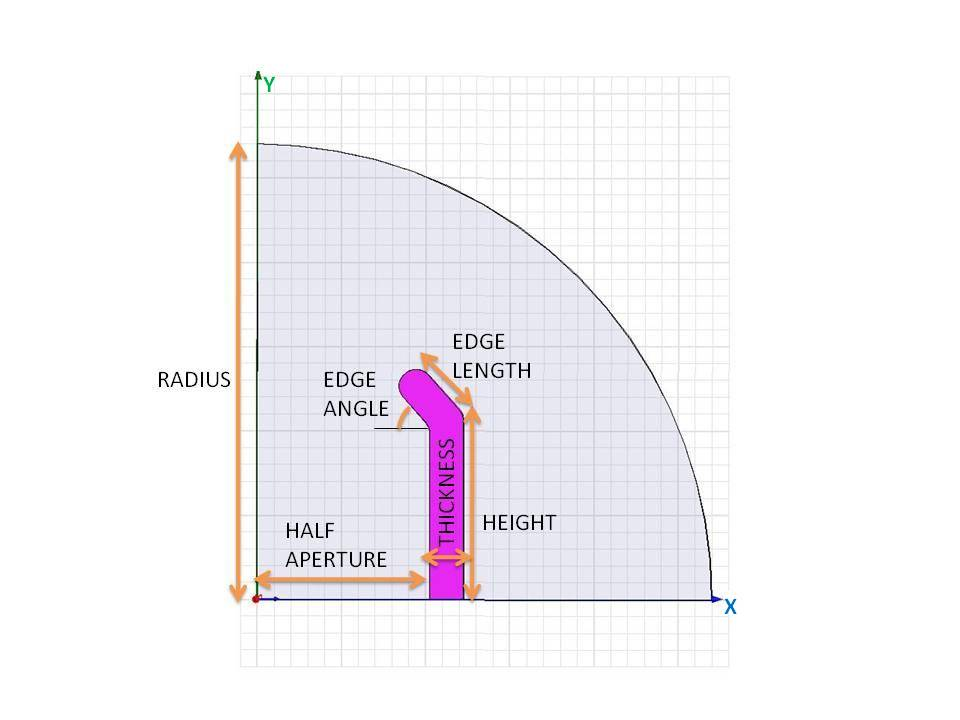 Y
EDGE
LENGTH
RADIUS
EDGE
ANGLE
THICKNESS
HEIGHT
HALF
APERTURE
X